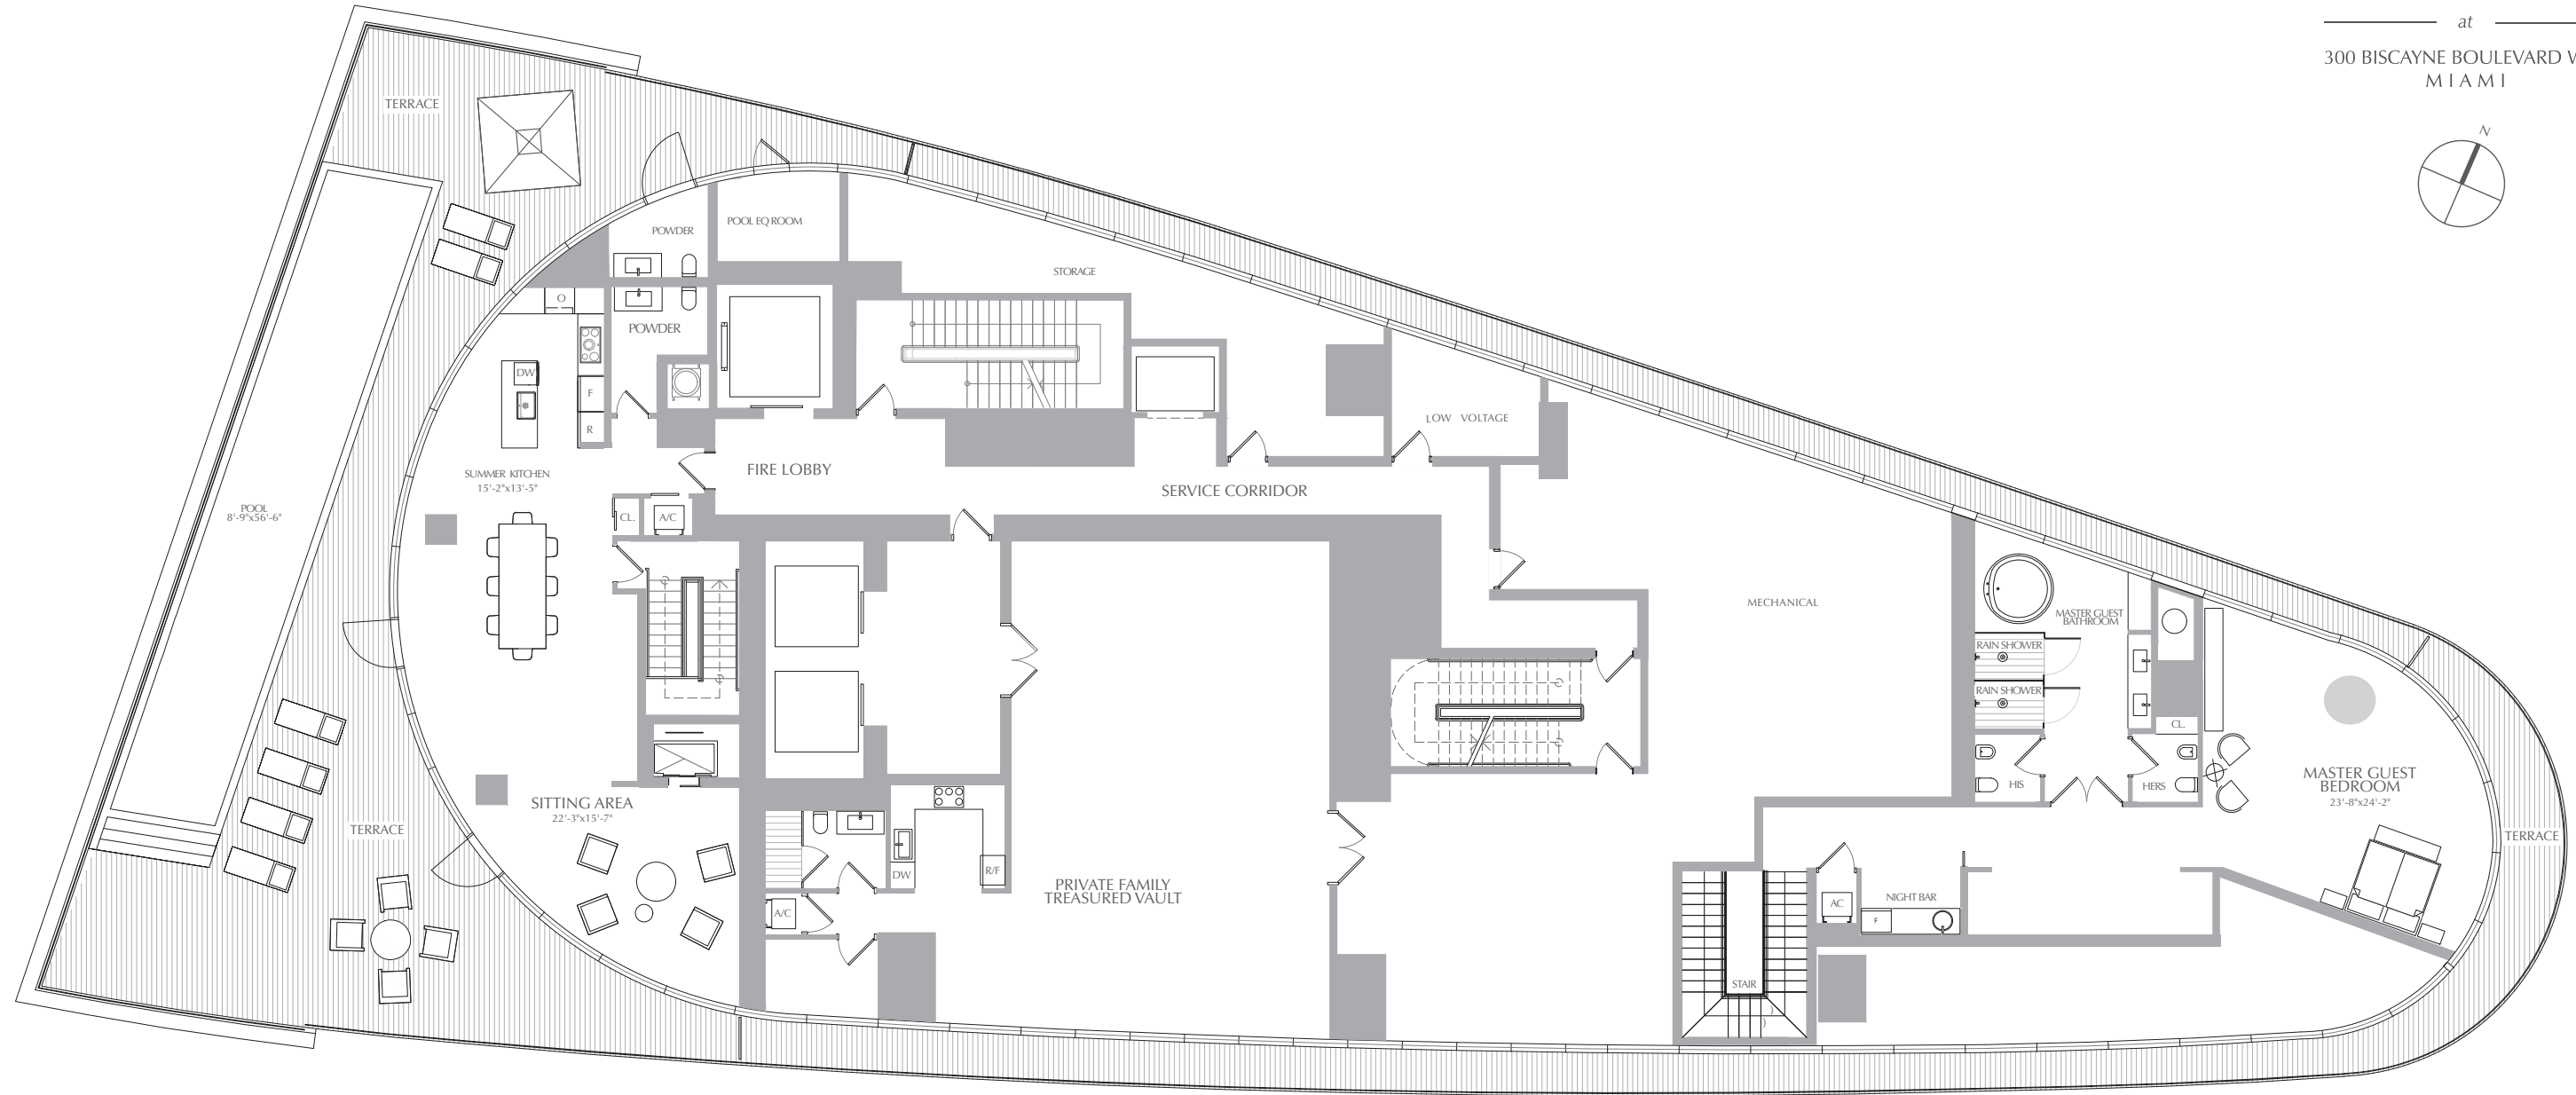 at
300 BISCAYNE BOULEVARD W
MIAMI
N
TERRACE
POWDER
POOL EQ ROOM
STORAGE
O
POWDER
DW
F
R
LOW VOLTAGE
FIRE LOBBY
SUMMER KITCHEN
15'-2"x13'-5"
SERVICE CORRIDOR
POOL
8'-9"x56'-6"
CL.
A/C
MECHANICAL
MASTER GUEST
BATHROOM
RAIN SHOWER
RAIN SHOWER
CL.
HIS
HERS
MASTER GUEST
BEDROOM
23'-8"x24'-2"
SITTING AREA
22'-3"x15'-7"
TERRACE
TERRACE
DW
R/F
PRIVATE FAMILY
TREASURED VAULT
A/C
AC
NIGHT BAR
F
STAIR